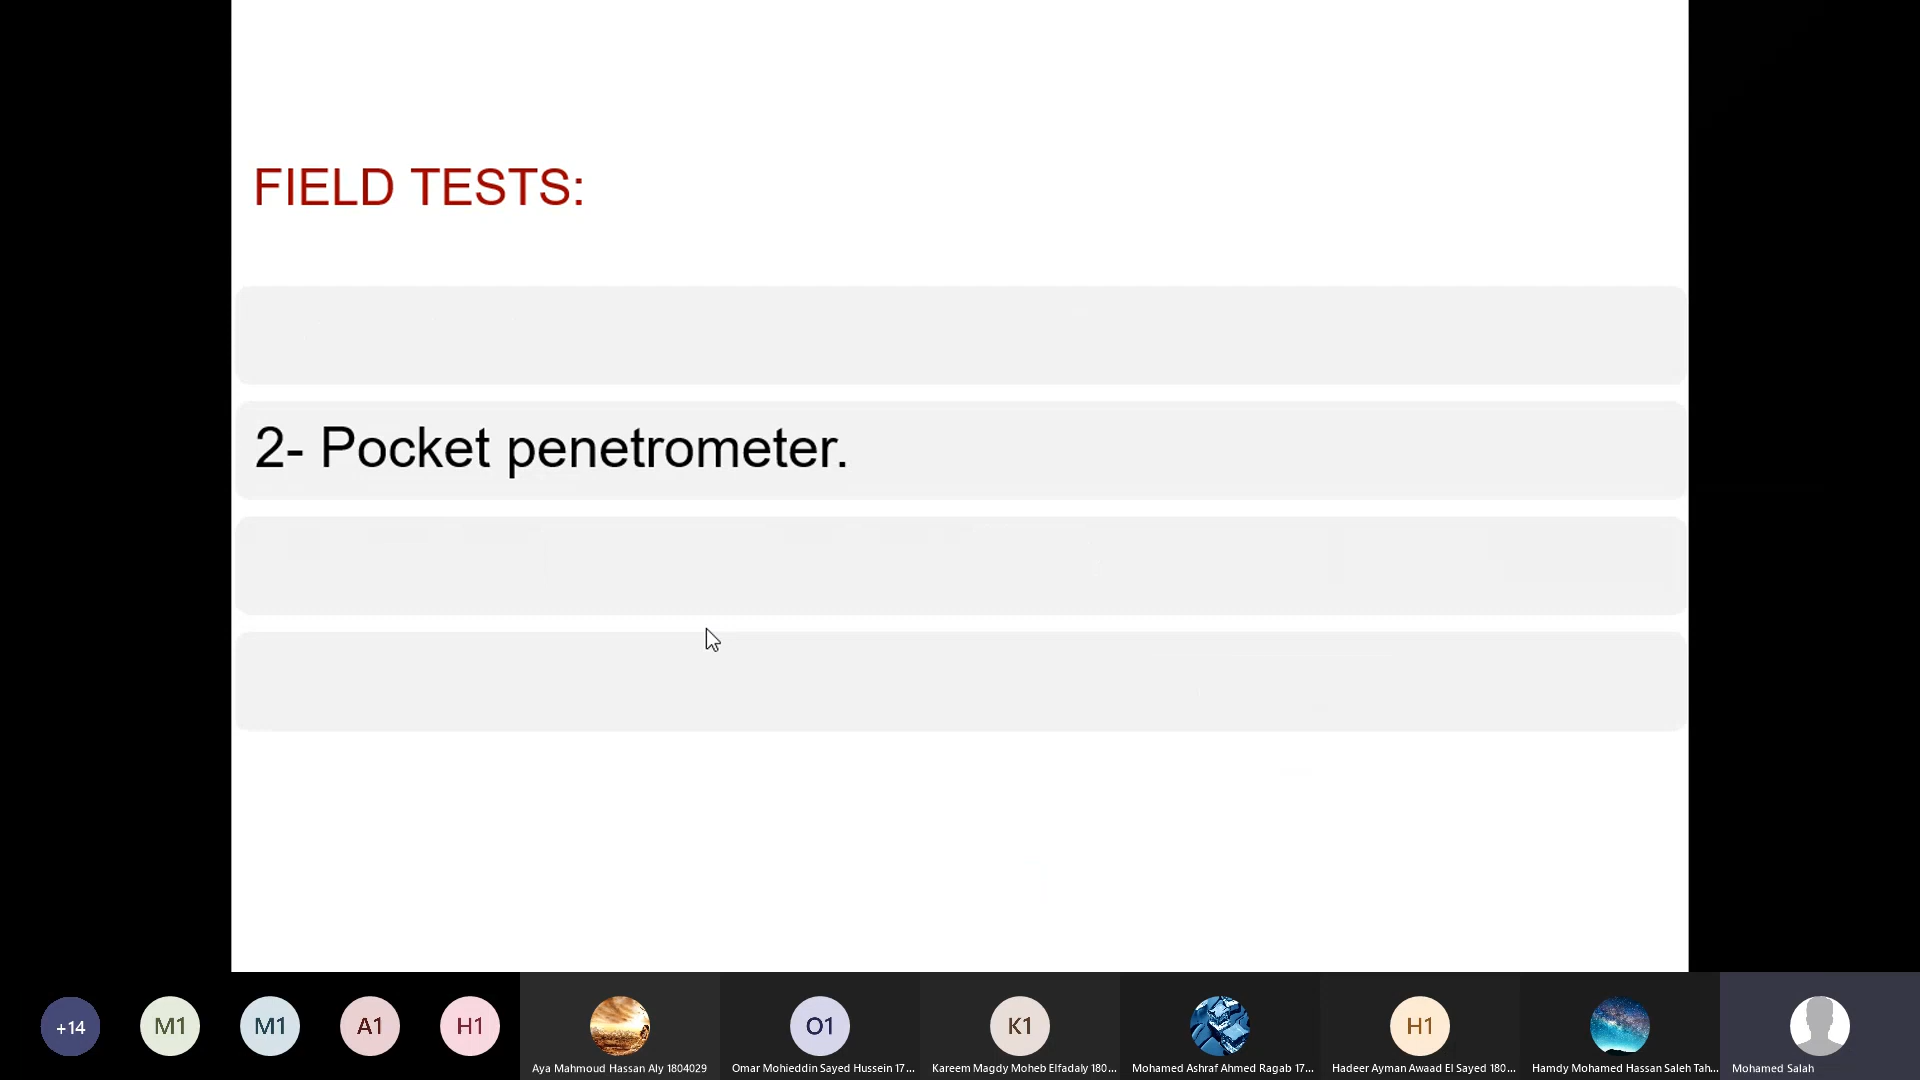 FIELD TESTS:
2- Pocket penetrometer.
+14
M1
M1
A1
H1
O1
K1
H1
Aya Mahmoud Hassan Aly 1804029
Omar Mohieddin Sayed Hussein 17...
Kareem Magdy Moheb Elfadaly 180...
Mohamed Ashraf Ahmed Ragab 17...
Hadeer Ayman Awaad El Sayed 180...
Hamdy Mohamed Hassan Saleh Tah...
Mohamed Salah